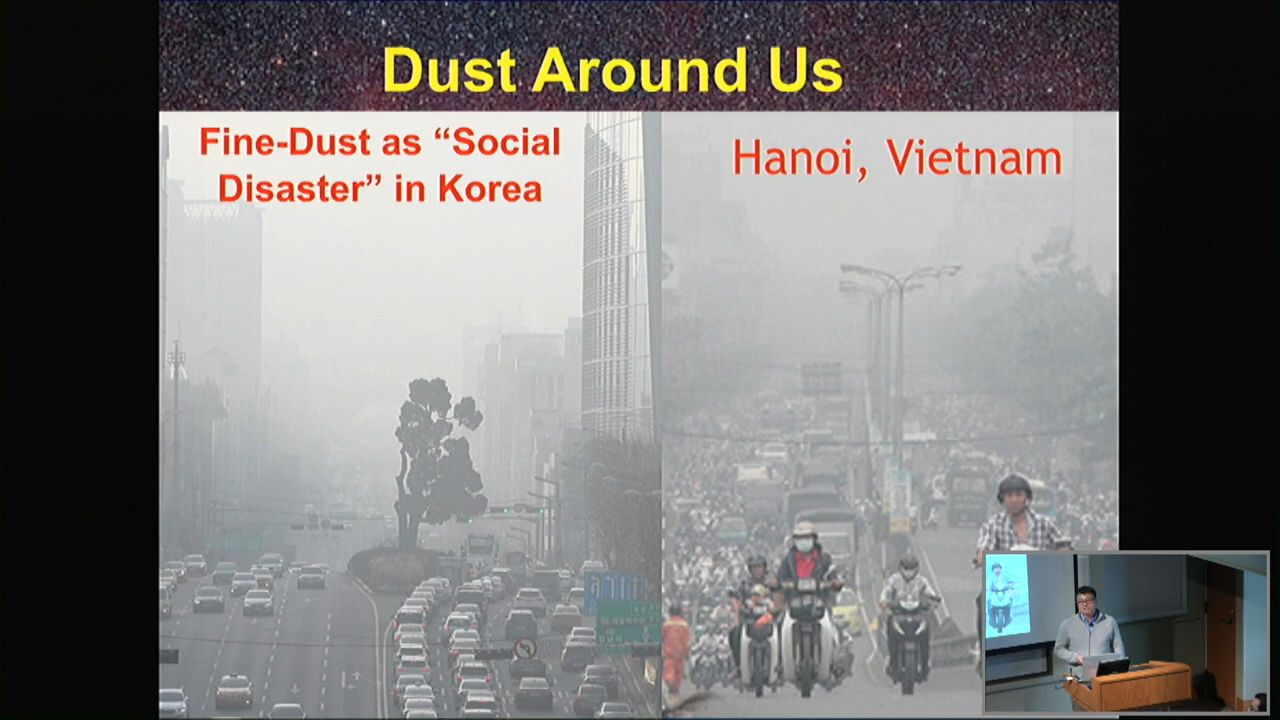 Dust Around Us
Fine-Dust as “Social
Disaster” in Korea
Hanoi, Vietnam